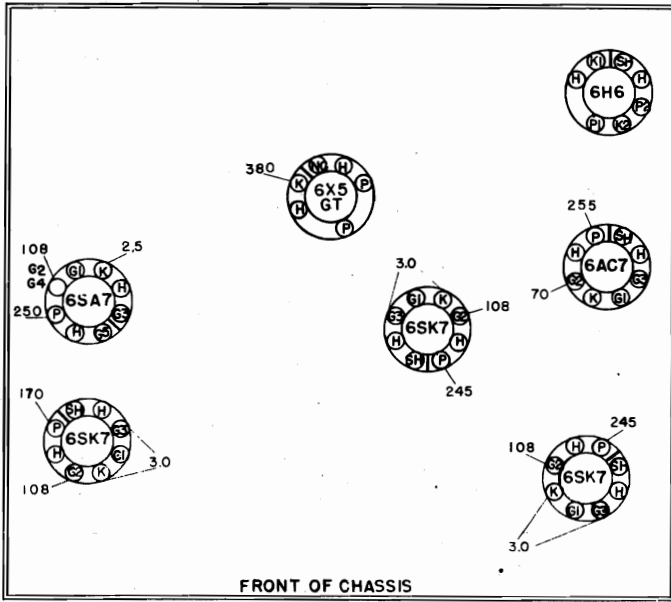 K1 SH
H H
6H6
P2
P1 K2
380
NC H
K P
6X5
GT
H
P
255
P SH
H H
6AC7
G2 G3
70
K G1
108
G2
G4
2.5
G1 K
H
6SA7
250
P G3
H G5
3.0
G1 K
G3 G2
108
6SK7
H H
SH P
245
170
SH H
P G3
6SK7
H G1
G2 K
108
3.0
245
H P
108
G2 SH
6SK7
K H
G1 G3
3.0
FRONT OF CHASSIS